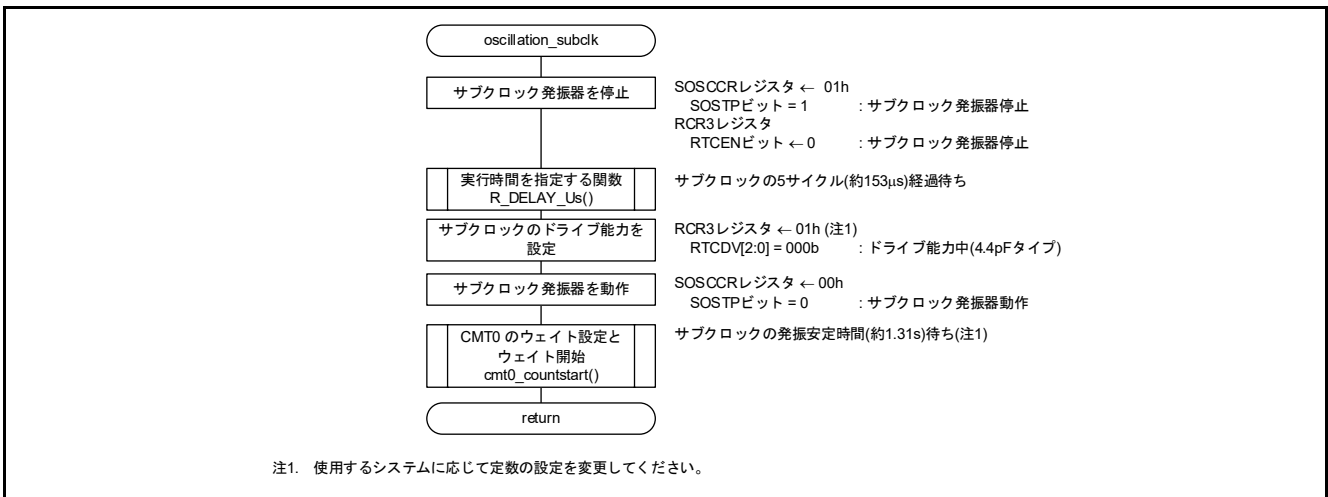 oscillation_subclk
サブクロック発振器を停止
SOSCCRレジスタ ← 01h
SOSTPビット = 1 : サブクロック発振器停止
RCR3レジスタ
RTCENビット ← 0 : サブクロック発振器停止
実行時間を指定する関数
R_DELAY_Us()
サブクロックの5サイクル(約153μs)経過待ち
サブクロックのドライブ能力を
設定
RCR3レジスタ ← 01h (注1)
RTCDV[2:0] = 000b : ドライブ能力中(4.4pFタイプ)
サブクロック発振器を動作
SOSCCRレジスタ ← 00h
SOSTPビット = 0 : サブクロック発振器動作
CMT0 のウェイト設定と
ウェイト開始
cmt0_countstart()
サブクロックの発振安定時間(約1.31s)待ち(注1)
return
注1. 使用するシステムに応じて定数の設定を変更してください。